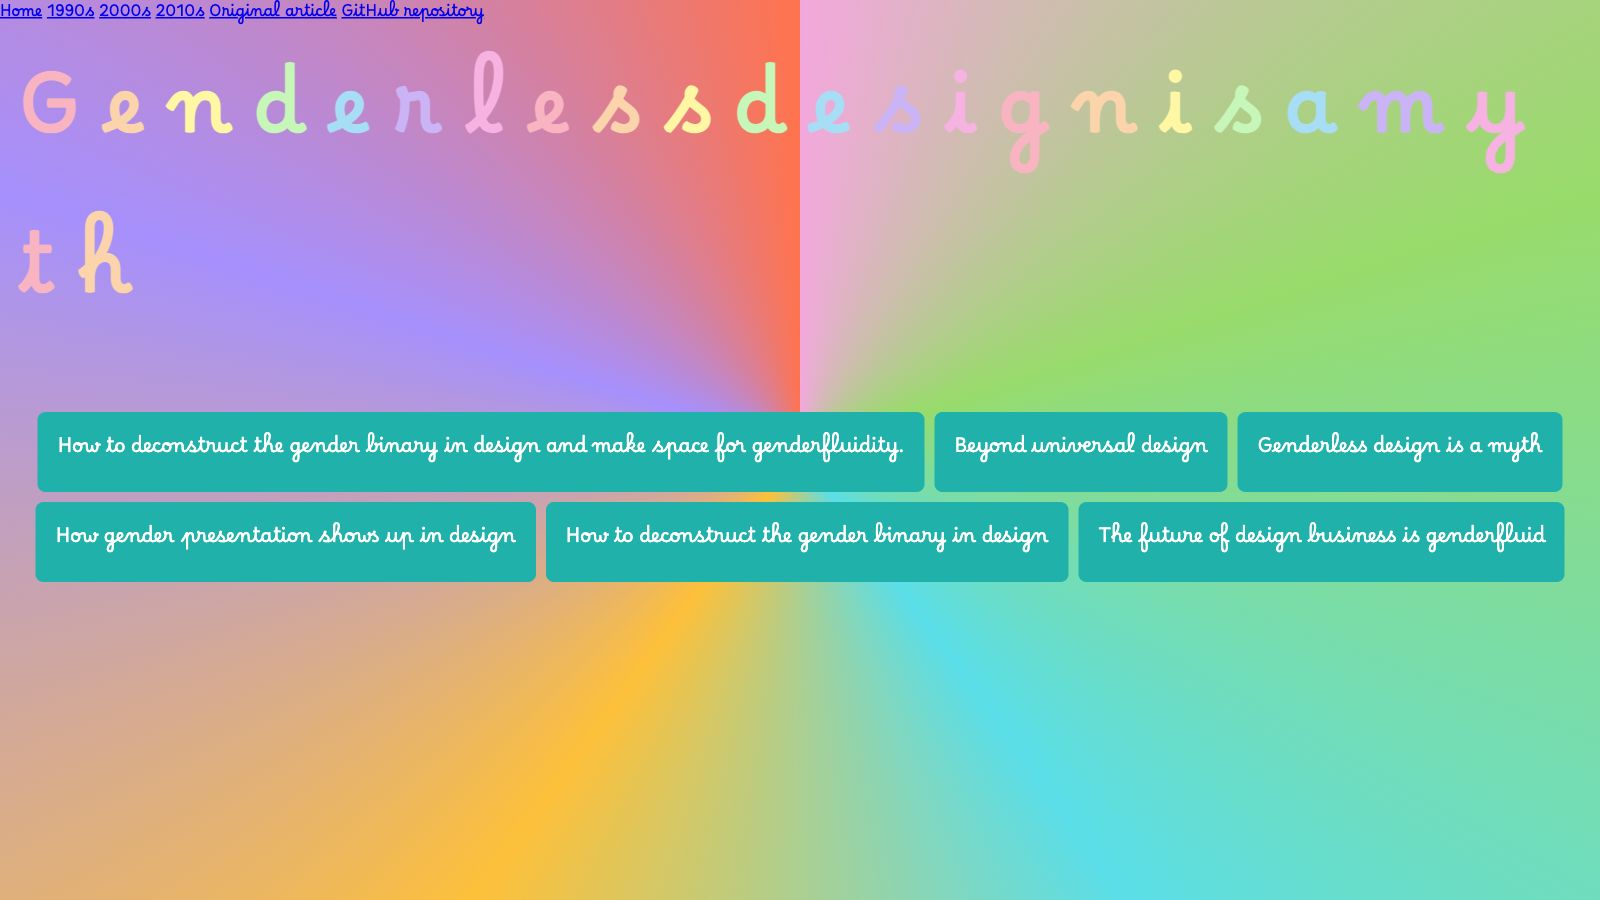 Home 1990s 2000s 2010s Original article GitHub repository
Genderlessdesignisamy
th
How to deconstruct the gender binary in design and make space for genderfluidity. Beyond universal design Genderless design is a myth
How gender presentation shows up in design How to deconstruct the gender binary in design The future of design business is genderfluid